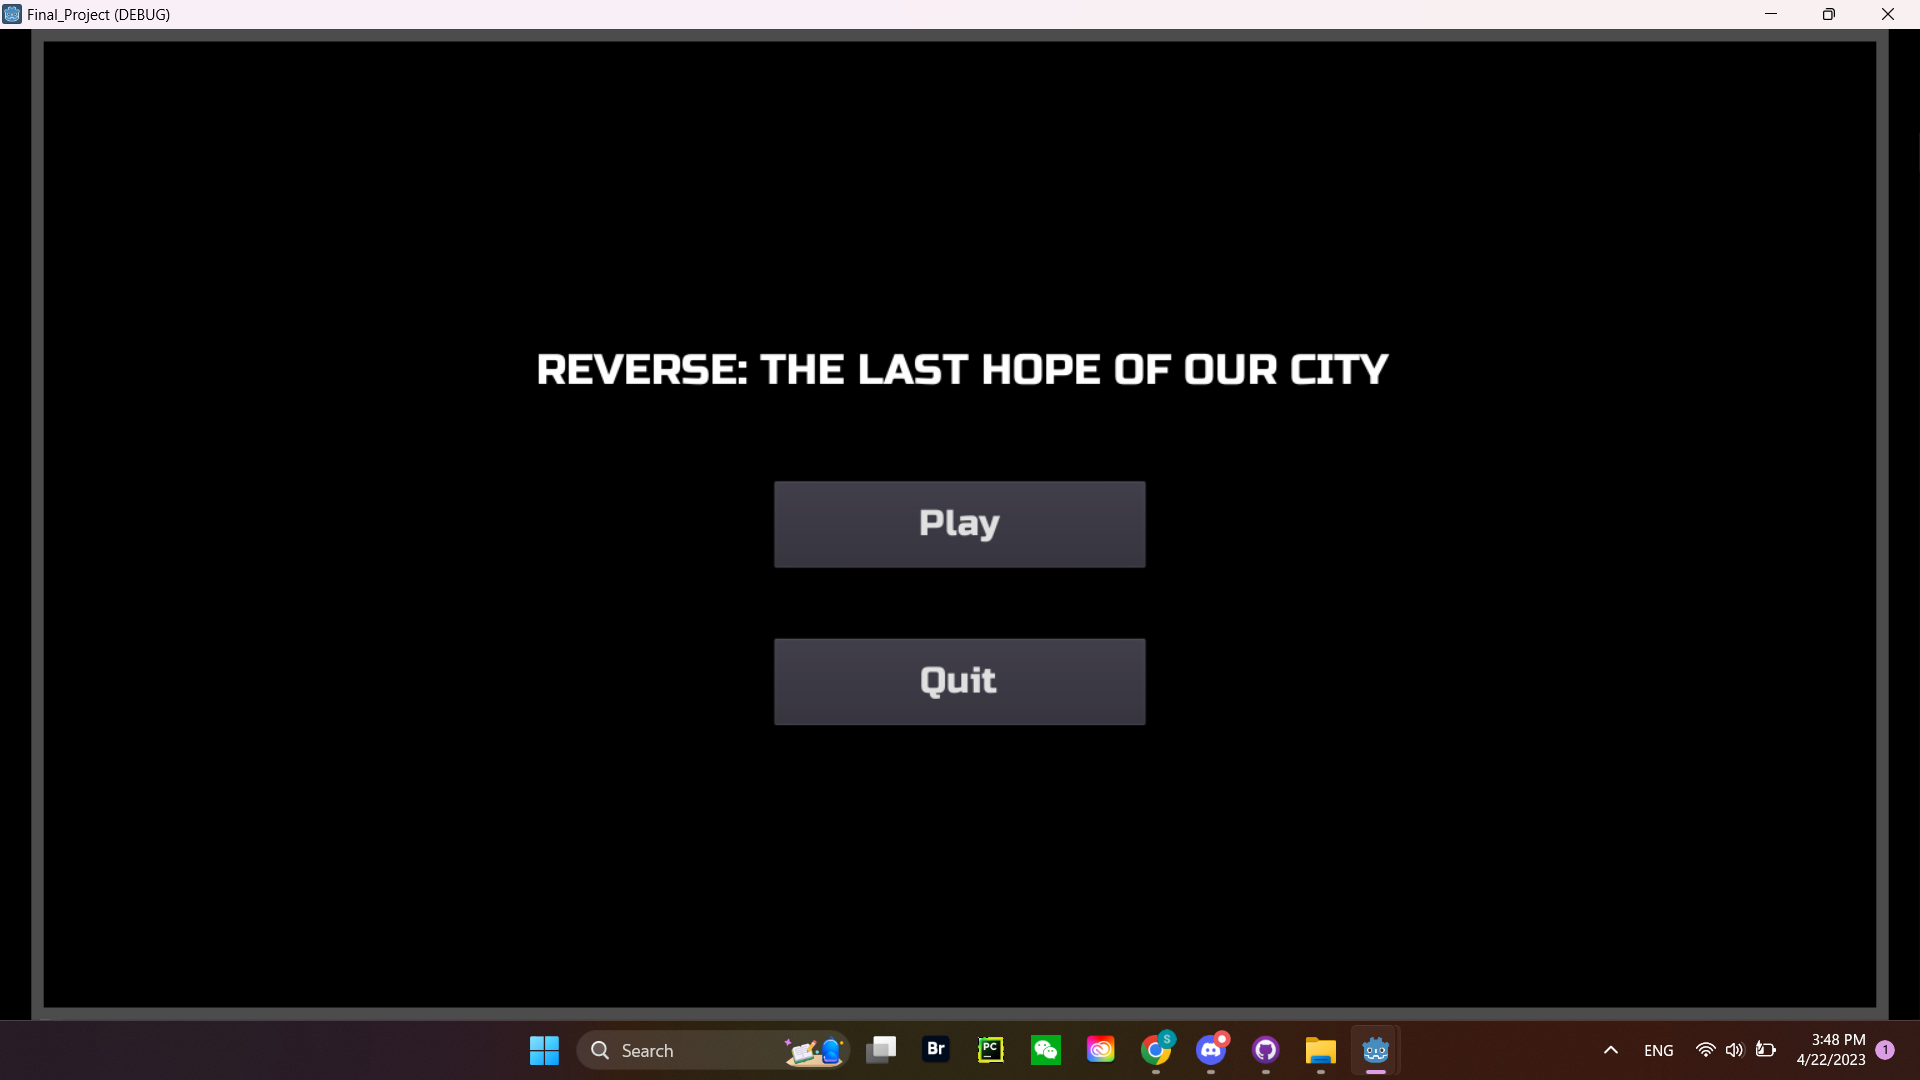 Final_Project (DEBUG)
REVERSE: THE LAST HOPE OF OUR CITY
Play
Quit
Search
Br
PC
S
ENG
3:48 PM
4/22/2023
1